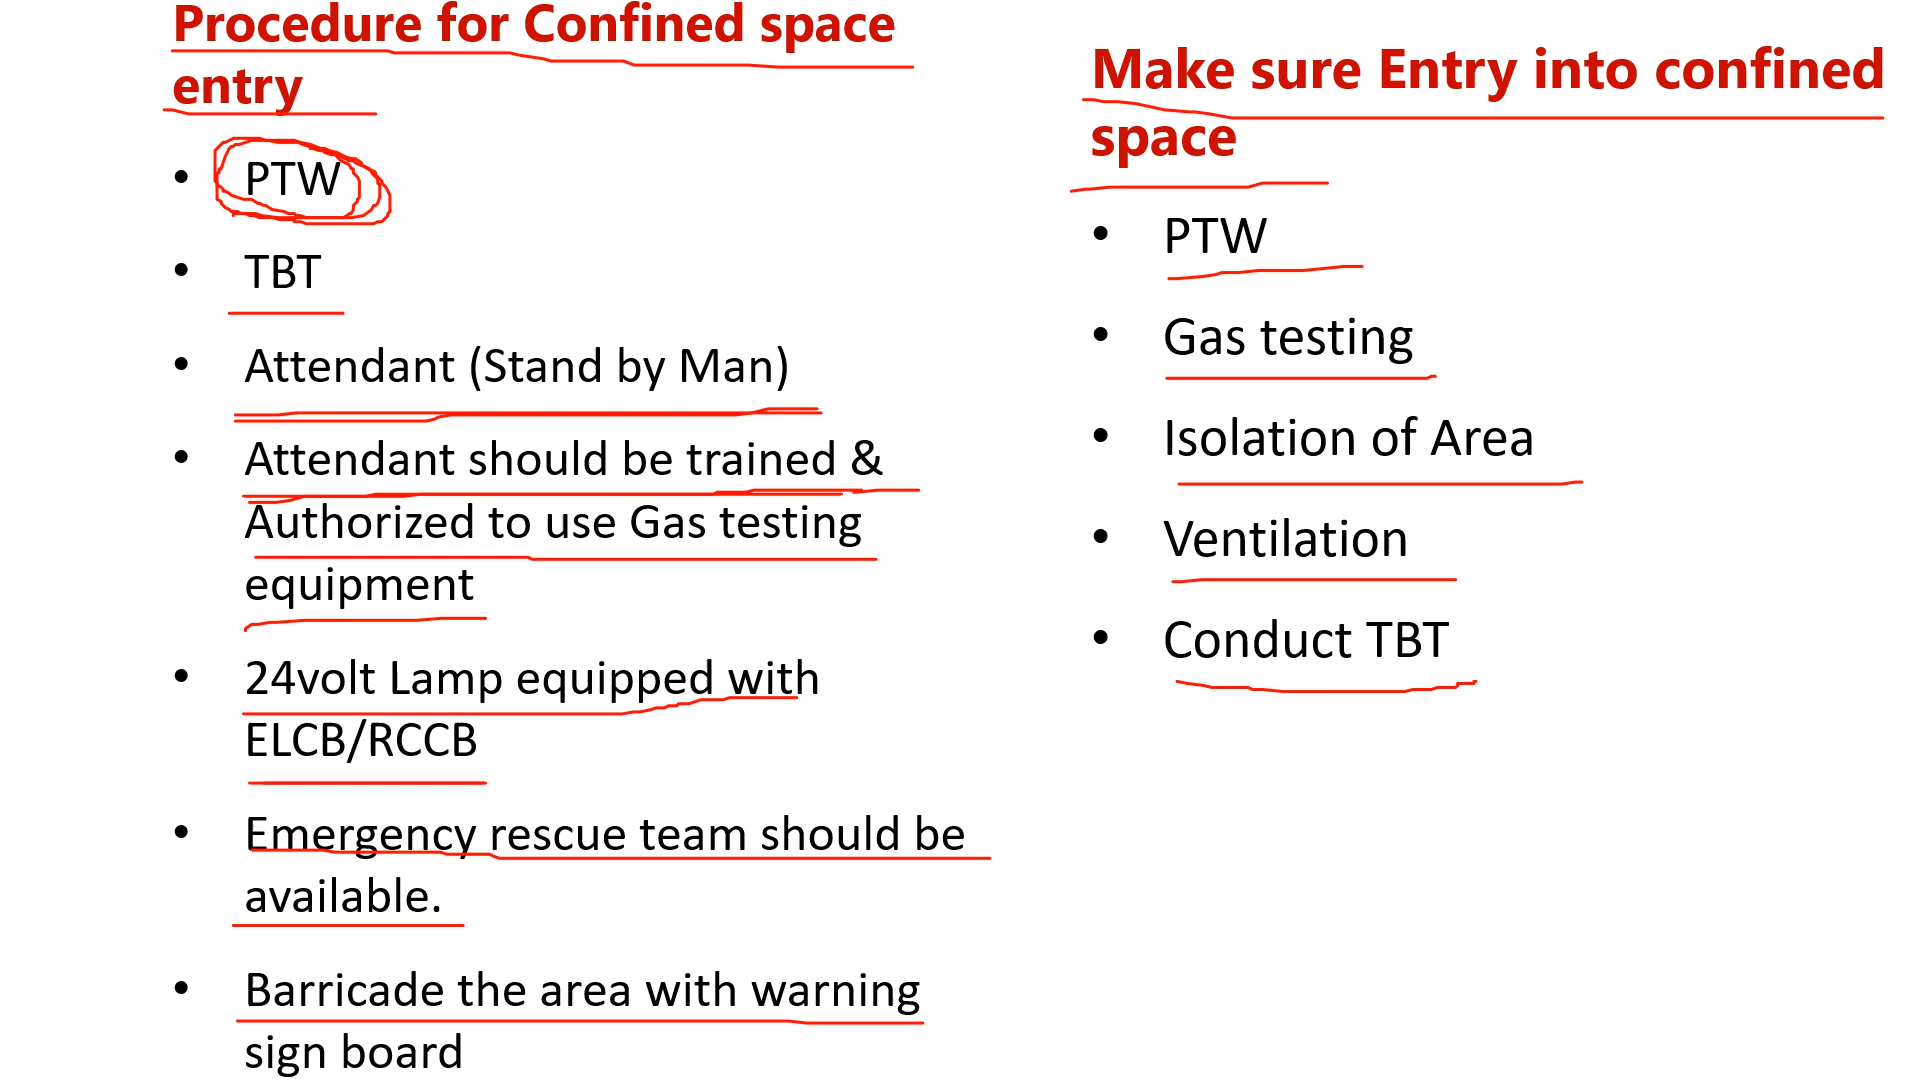 Procedure for Confined space
entry
• PTW
• TBT
• Attendant (Stand by Man)
• Attendant should be trained &
Authorized to use Gas testing
equipment
• 24volt Lamp equipped with
ELCB/RCCB
• Emergency rescue team should be
available.
• Barricade the area with warning
sign board
Make sure Entry into confined
space
• PTW
• Gas testing
• Isolation of Area
• Ventilation
• Conduct TBT